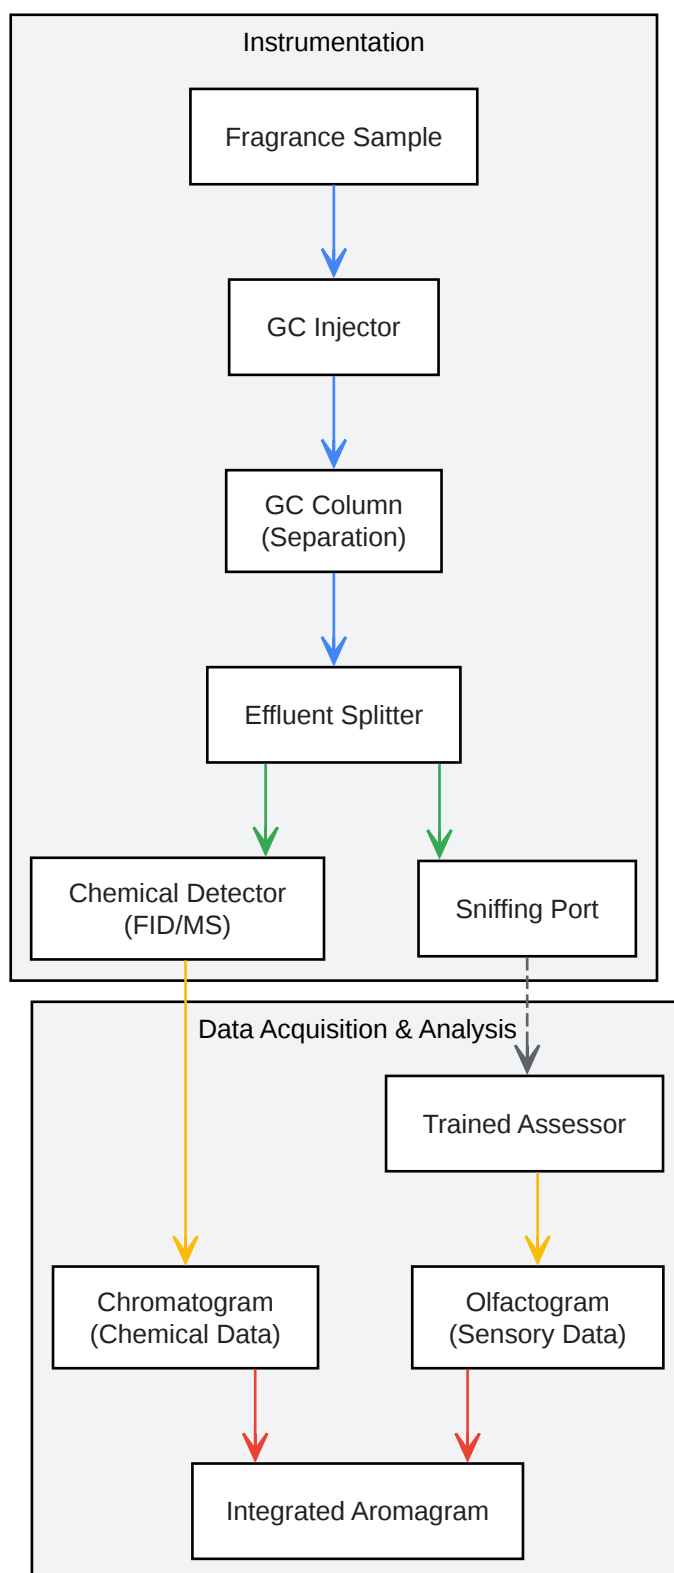 Instrumentation
Fragrance Sample
GC Injector
GC Column
(Separation)
Effluent Splitter
Chemical Detector
(FID/MS)
Sniffing Port
Data Acquisition & Analysis
Trained Assessor
Chromatogram
(Chemical Data)
Olfactogram
(Sensory Data)
Integrated Aromagram